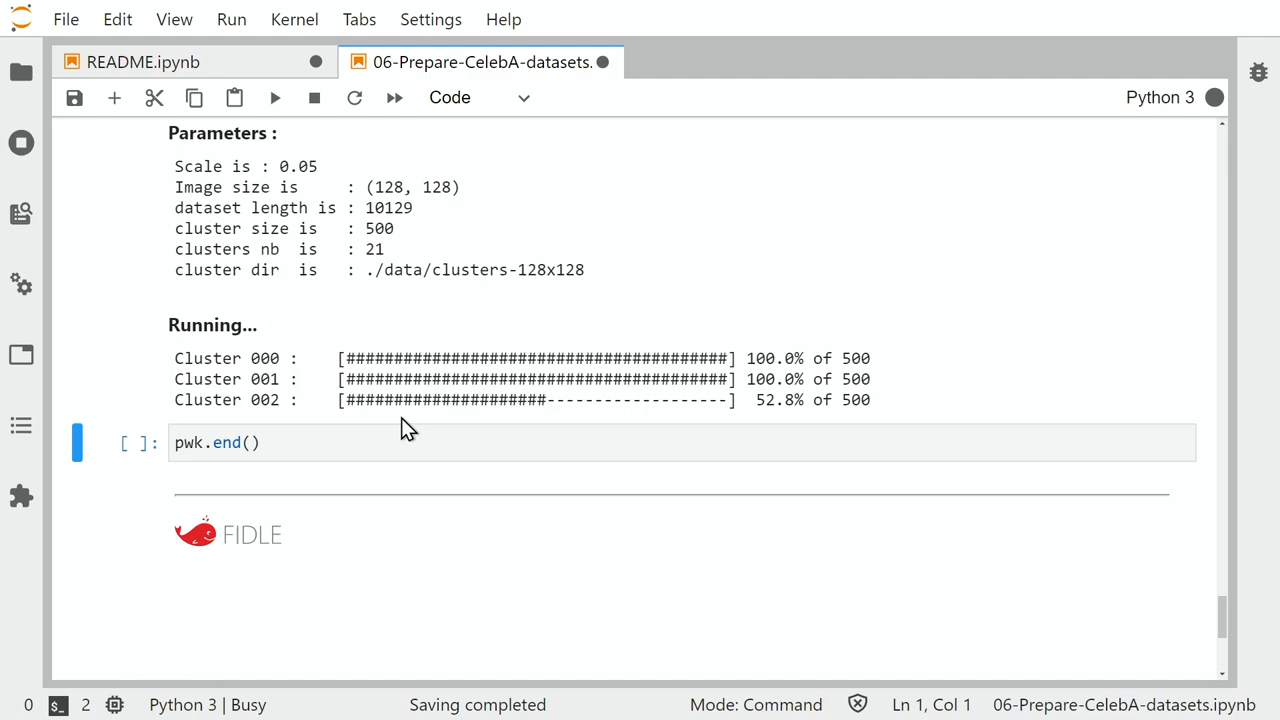 File Edit View Run Kernel Tabs Settings Help
README.ipynb 06-Prepare-CelebA-datasets.
Code Python 3
Parameters :
Scale is : 0.05
Image size is     : (128, 128)
dataset length is : 10129
cluster size is   : 500
clusters nb  is   : 21
cluster dir  is   : ./data/clusters-128x128
Running...
Cluster 000 :    [########################################] 100.0% of 500
Cluster 001 :    [########################################] 100.0% of 500
Cluster 002 :    [#####################-------------------]  52.8% of 500
[ ]: pwk.end()
FIDLE
0 $_ 2 Python 3 | Busy Saving completed Mode: Command Ln 1, Col 1 06-Prepare-CelebA-datasets.ipynb